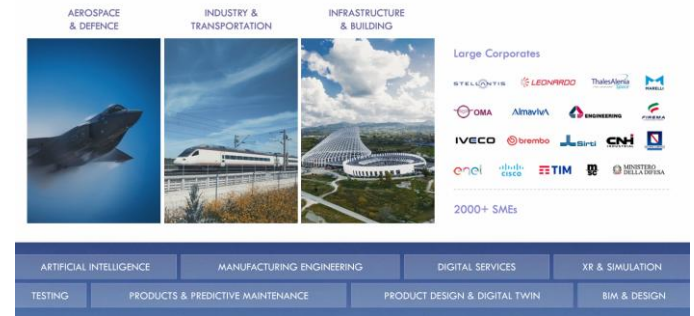 AEROSPACE
& DEFENCE
INDUSTRY &
TRANSPORTATION
INFRASTRUCTURE
& BUILDING
Large Corporates
STELLANTIS
LEONARDO
ThalesAlenia
Space
MARELLI
OMA
AlmavivA
ENGINEERING
FIREMA
IVECO
brembo
Sirti
CNH
INDUSTRIAL
enel
cisco
TIM
MINISTERO
DELLA DIFESA
2000+ SMEs
ARTIFICIAL INTELLIGENCE
MANUFACTURING ENGINEERING
DIGITAL SERVICES
XR & SIMULATION
TESTING
PRODUCTS & PREDICTIVE MAINTENANCE
PRODUCT DESIGN & DIGITAL TWIN
BIM & DESIGN